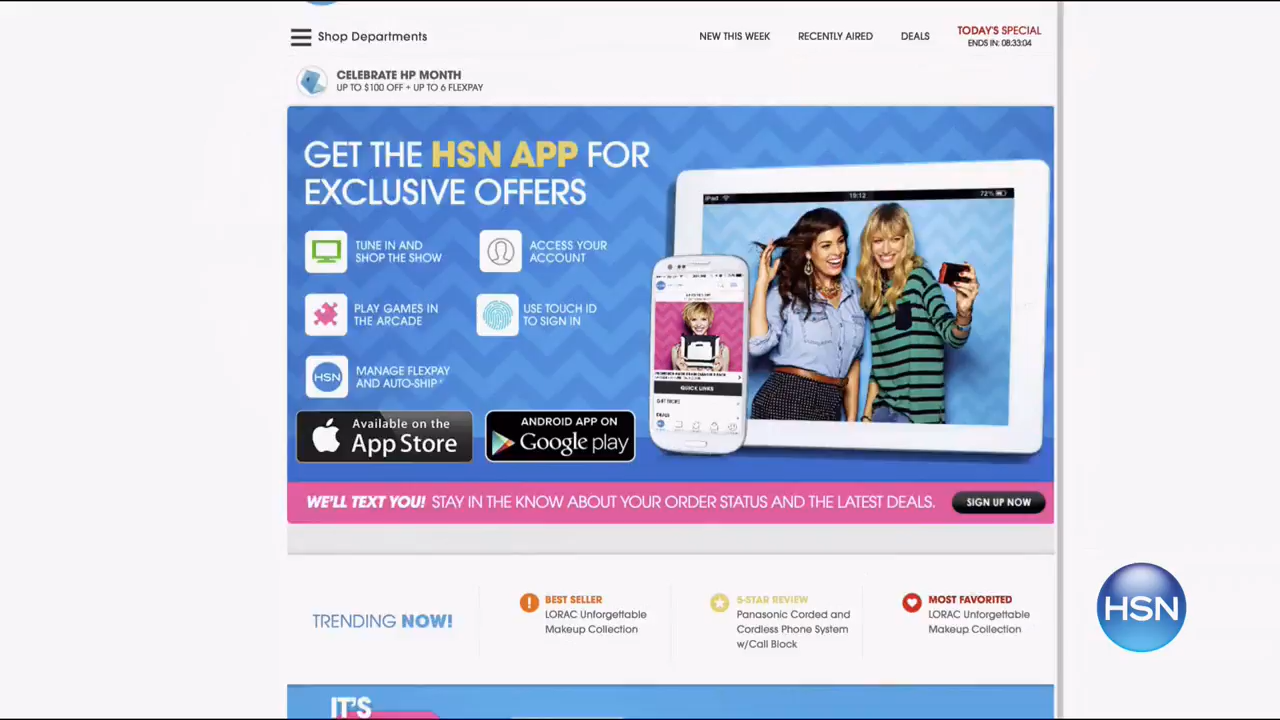 Shop Departments
NEW THIS WEEK
RECENTLY AIRED
DEALS
TODAY'S SPECIAL
ENDS IN: 08:33:04
CELEBRATE HP MONTH
UP TO $100 OFF + UP TO 6 FLEXPAY
GET THE HSN APP FOR
EXCLUSIVE OFFERS
TUNE IN AND
SHOP THE SHOW
ACCESS YOUR
ACCOUNT
PLAY GAMES IN
THE ARCADE
USE TOUCH ID
TO SIGN IN
HSN
MANAGE FLEXPAY
AND AUTO-SHIP*
Available on the
App Store
ANDROID APP ON
Google play
iPad
19:12
72%
QUICK LINKS
WE'LL TEXT YOU! STAY IN THE KNOW ABOUT YOUR ORDER STATUS AND THE LATEST DEALS.
SIGN UP NOW
TRENDING NOW!
BEST SELLER
LORAC Unforgettable
Makeup Collection
5-STAR REVIEW
Panasonic Corded and
Cordless Phone System
w/Call Block
MOST FAVORITED
LORAC Unforgettable
Makeup Collection
HSN
IT'S